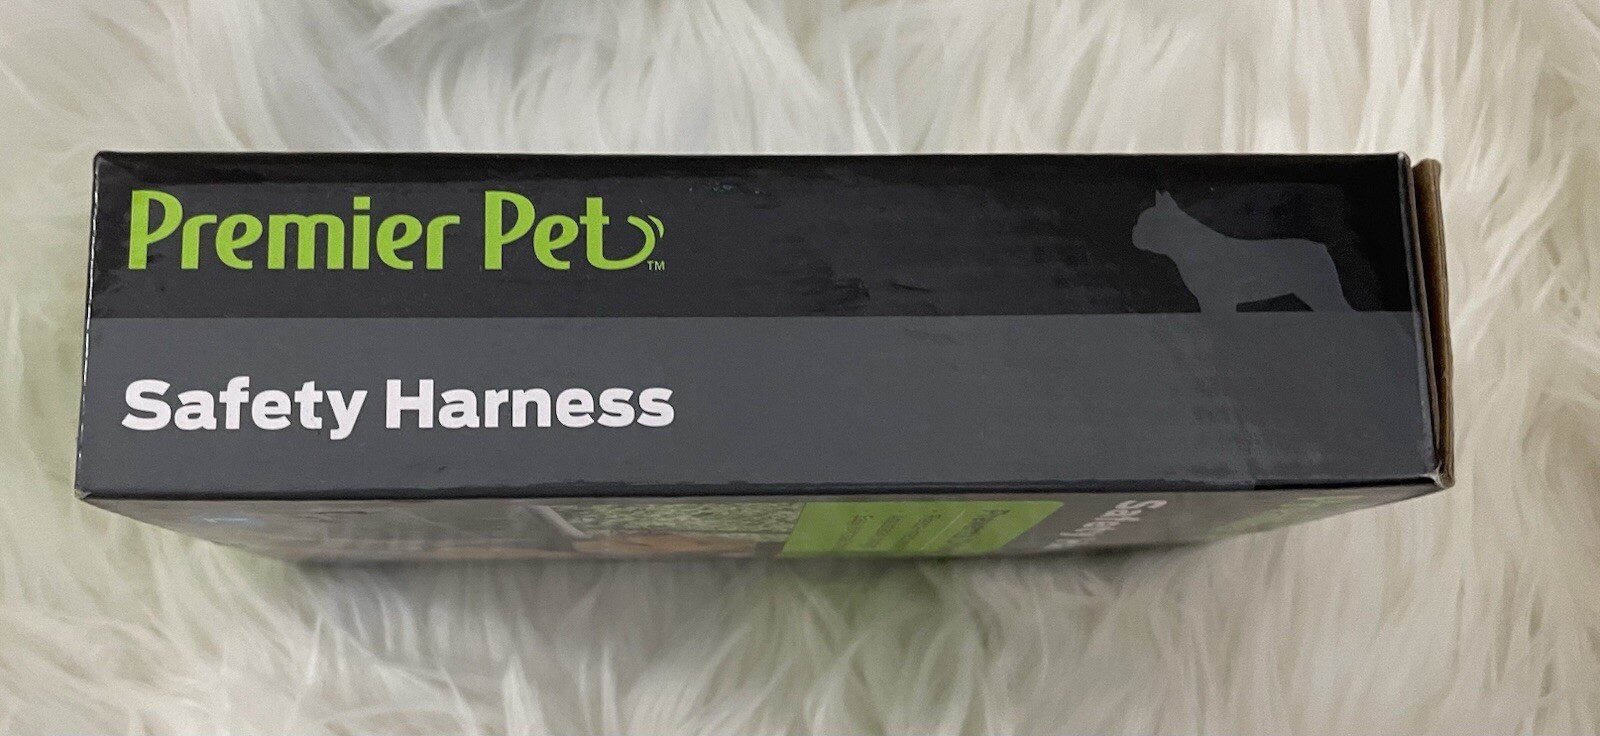 Premier Pet™
Safety Harness